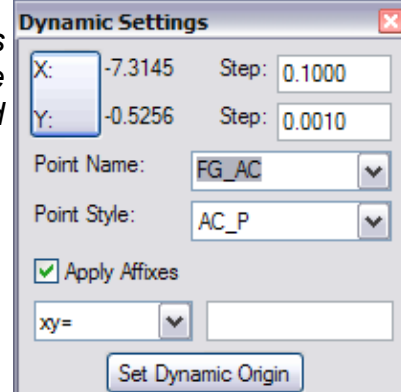 Dynamic Settings
X: -7.3145 Step: 0.1000
Y: -0.5256 Step: 0.0010
Point Name: FG_AC
Point Style: AC_P
Apply Affixes
xy=
Set Dynamic Origin